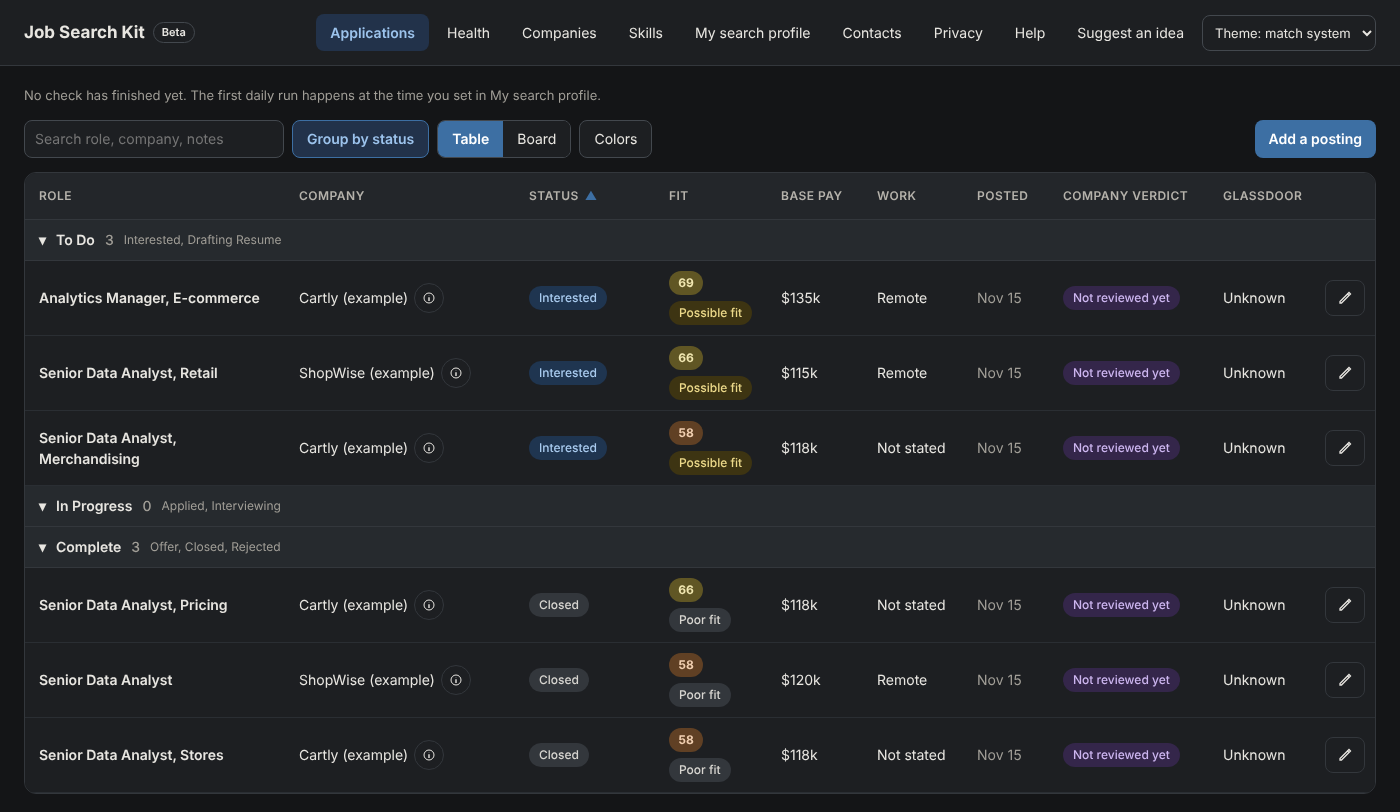 Job Search Kit Beta Applications Health Companies Skills My search profile Contacts Privacy Help Suggest an idea Theme: match system
No check has finished yet. The first daily run happens at the time you set in My search profile.
Search role, company, notes Group by status Table Board Colors Add a posting
ROLE COMPANY STATUS ▲ FIT BASE PAY WORK POSTED COMPANY VERDICT GLASSDOOR
▼ To Do 3 Interested, Drafting Resume
Analytics Manager, E-commerce Cartly (example) Interested 69 $135k Remote Nov 15 Not reviewed yet Unknown
Possible fit
Senior Data Analyst, Retail ShopWise (example) Interested 66 $115k Remote Nov 15 Not reviewed yet Unknown
Possible fit
Senior Data Analyst, Cartly (example) Interested 58 $118k Not stated Nov 15 Not reviewed yet Unknown
Merchandising Possible fit
▼ In Progress 0 Applied, Interviewing
▼ Complete 3 Offer, Closed, Rejected
Senior Data Analyst, Pricing Cartly (example) Closed 66 $118k Not stated Nov 15 Not reviewed yet Unknown
Poor fit
Senior Data Analyst ShopWise (example) Closed 58 $120k Remote Nov 15 Not reviewed yet Unknown
Poor fit
Senior Data Analyst, Stores Cartly (example) Closed 58 $118k Not stated Nov 15 Not reviewed yet Unknown
Poor fit